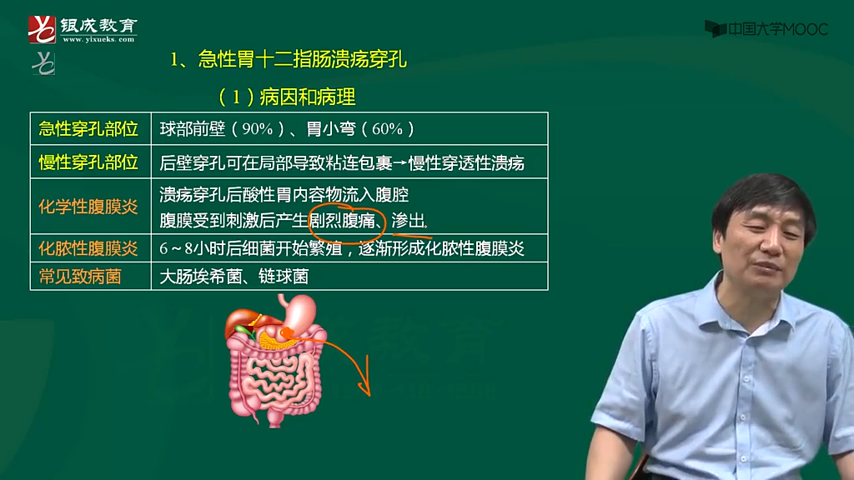 银成教育
www.yixueks.com
中国大学MOOC
1、急性胃十二指肠溃疡穿孔
（1）病因和病理
急性穿孔部位 球部前壁（90%）、胃小弯（60%）
慢性穿孔部位 后壁穿孔可在局部导致粘连包裹→慢性穿透性溃疡
化学性腹膜炎 溃疡穿孔后酸性胃内容物流入腹腔
腹膜受到刺激后产生剧烈腹痛、渗出
化脓性腹膜炎 6～8小时后细菌开始繁殖，逐渐形成化脓性腹膜炎
常见致病菌 大肠埃希菌、链球菌